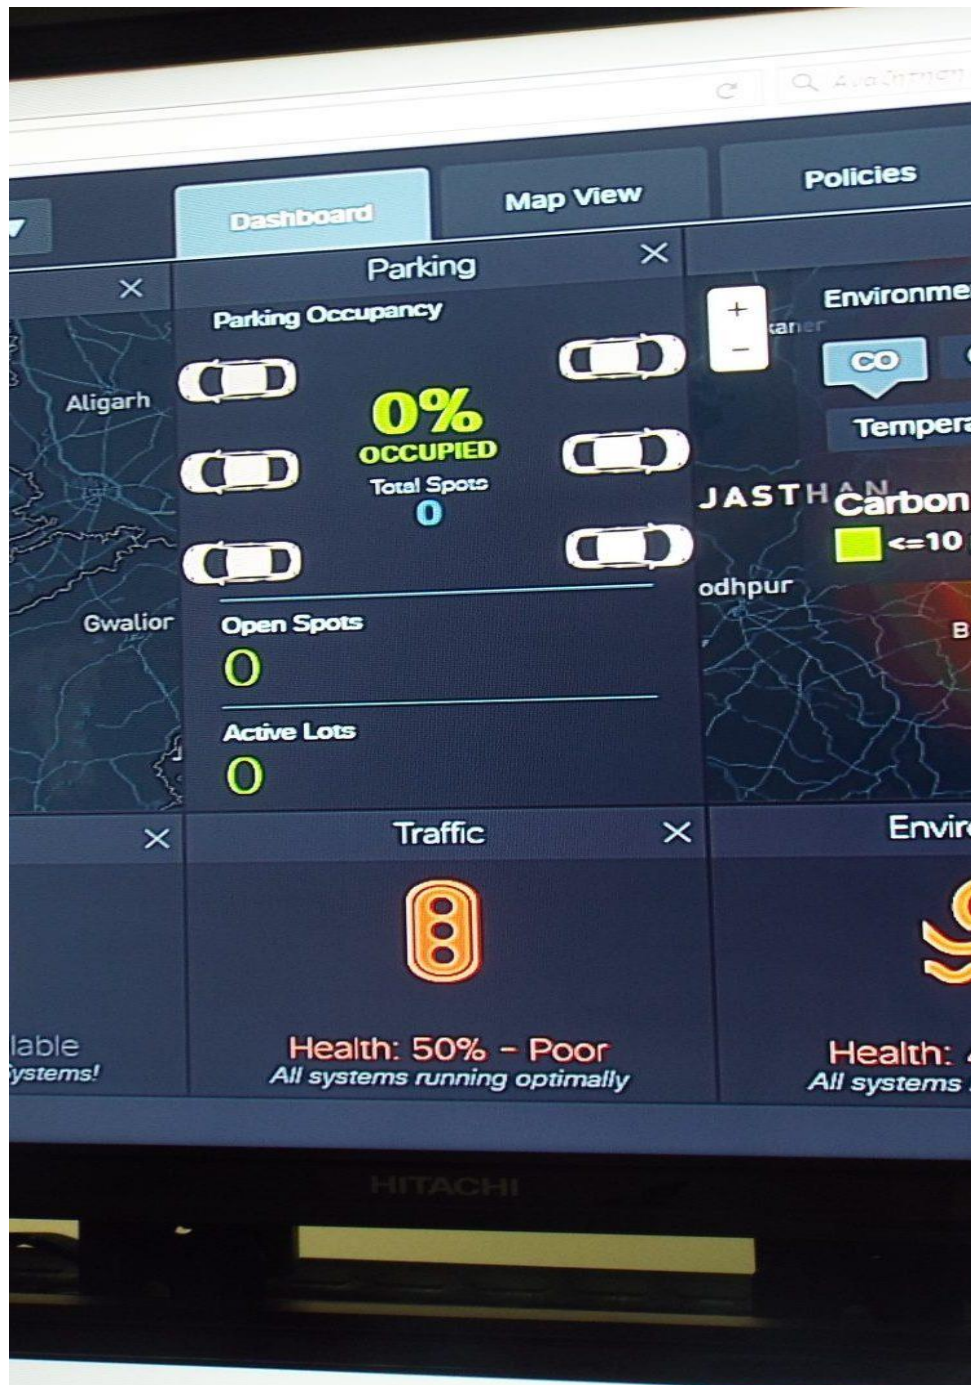 Dashboard
Map View
Policies
Parking
Parking Occupancy
0%
OCCUPIED
Total Spots
0
Open Spots
0
Active Lots
0
Aligarh
Gwalior
kaner
Environme
CO
Tempera
JASTHAN
Carbon
<=10
odhpur
B
Traffic
Health: 50% - Poor
All systems running optimally
Envir
Health:
All systems
lable
ystems!
HITACHI